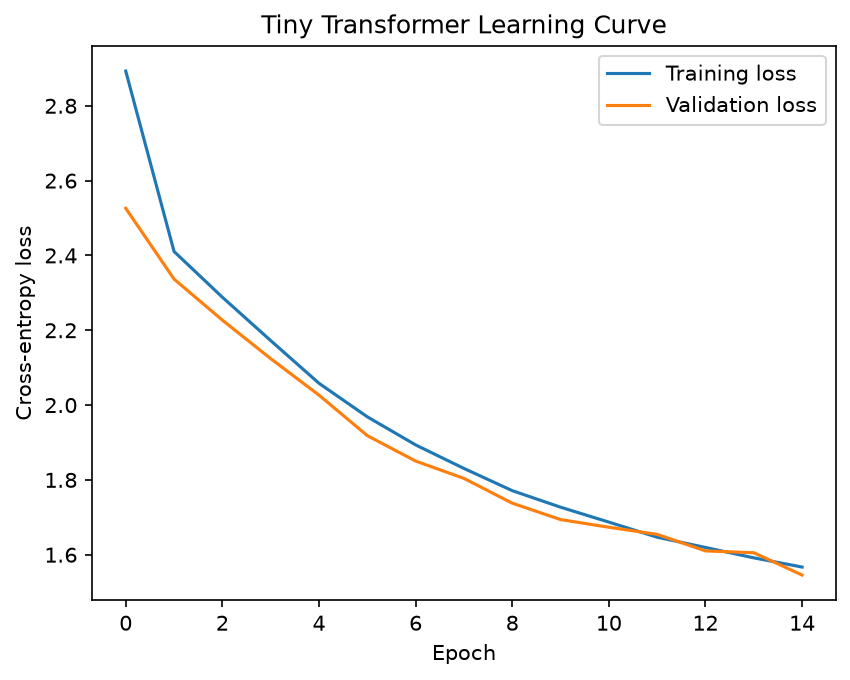 Tiny Transformer Learning Curve
Training loss
Validation loss
Cross-entropy loss
2.8
2.6
2.4
2.2
2.0
1.8
1.6
0 2 4 6 8 10 12 14
Epoch